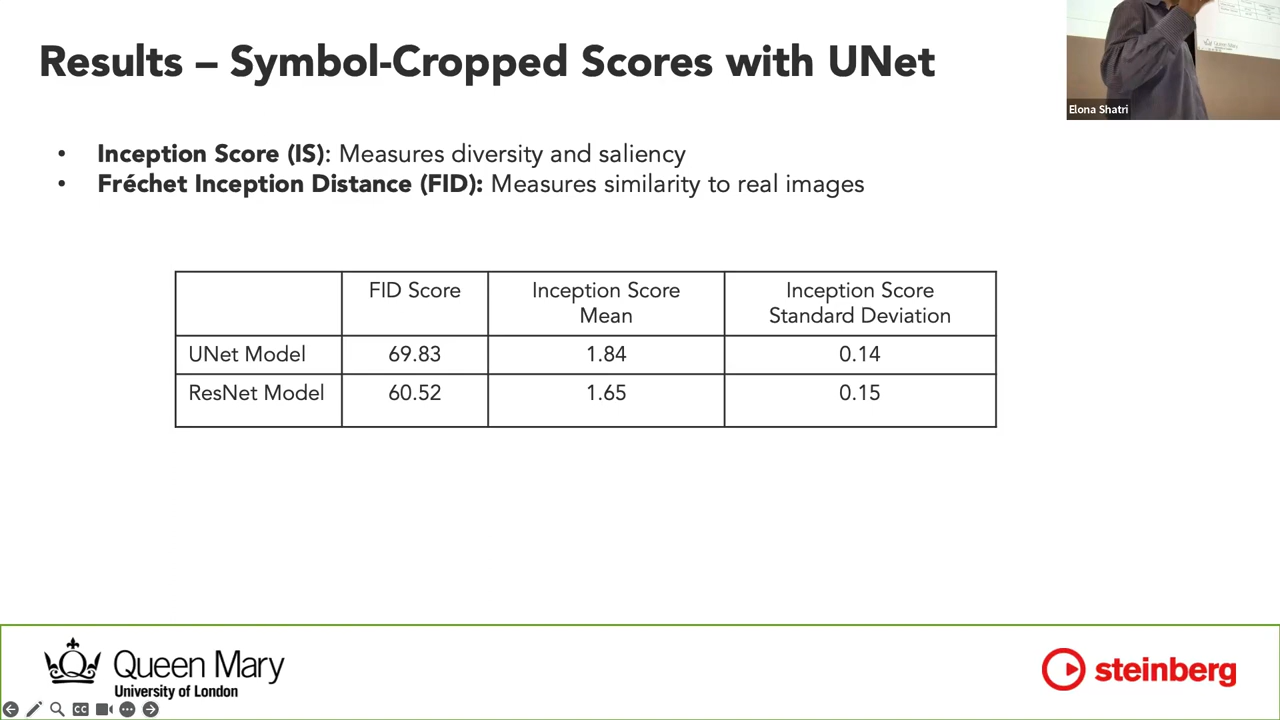 Results – Symbol-Cropped Scores with UNet
Elona Shatri
• Inception Score (IS): Measures diversity and saliency
• Fréchet Inception Distance (FID): Measures similarity to real images
FID Score
Inception Score
Mean
Inception Score
Standard Deviation
UNet Model 69.83 1.84 0.14
ResNet Model 60.52 1.65 0.15
Queen Mary
University of London
steinberg